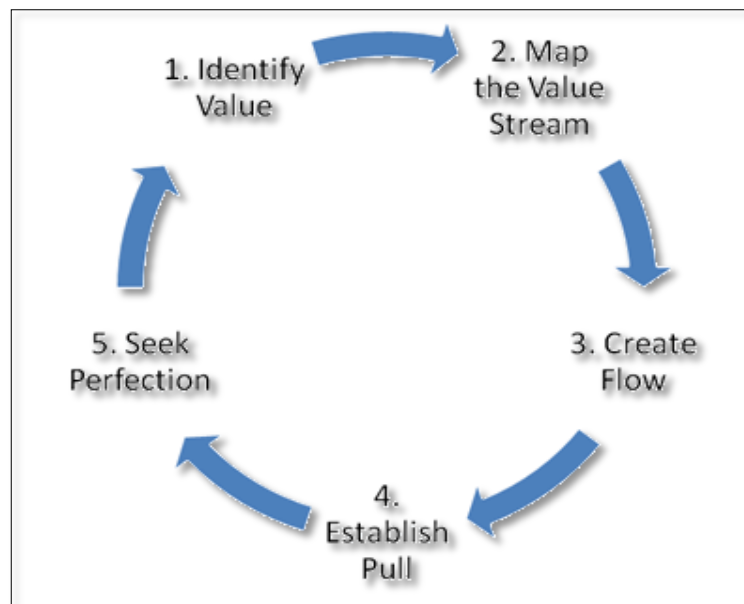 1. Identify
Value
2. Map
the Value
Stream
3. Create
Flow
4.
Establish
Pull
5. Seek
Perfection